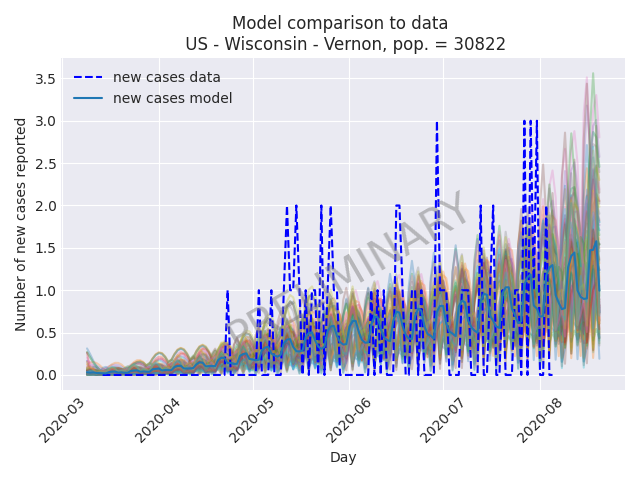 Model comparison to data
US - Wisconsin - Vernon, pop. = 30822
new cases data
new cases model
Number of new cases reported
3.5
3.0
2.5
2.0
1.5
1.0
0.5
0.0
PRELIMINARY
2020-03
2020-04
2020-05
2020-06
2020-07
2020-08
Day